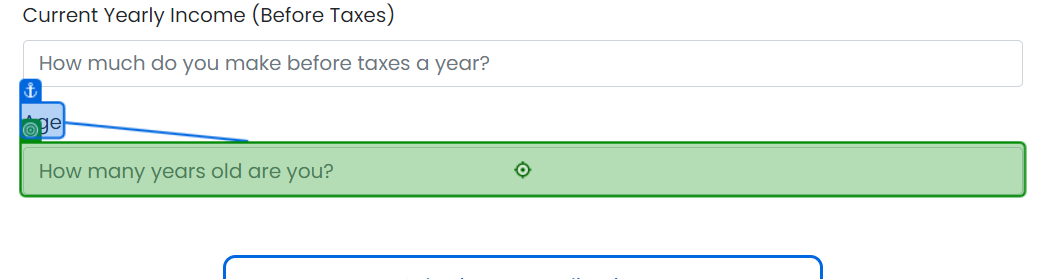 Current Yearly Income (Before Taxes)
How much do you make before taxes a year?
Age
How many years old are you?